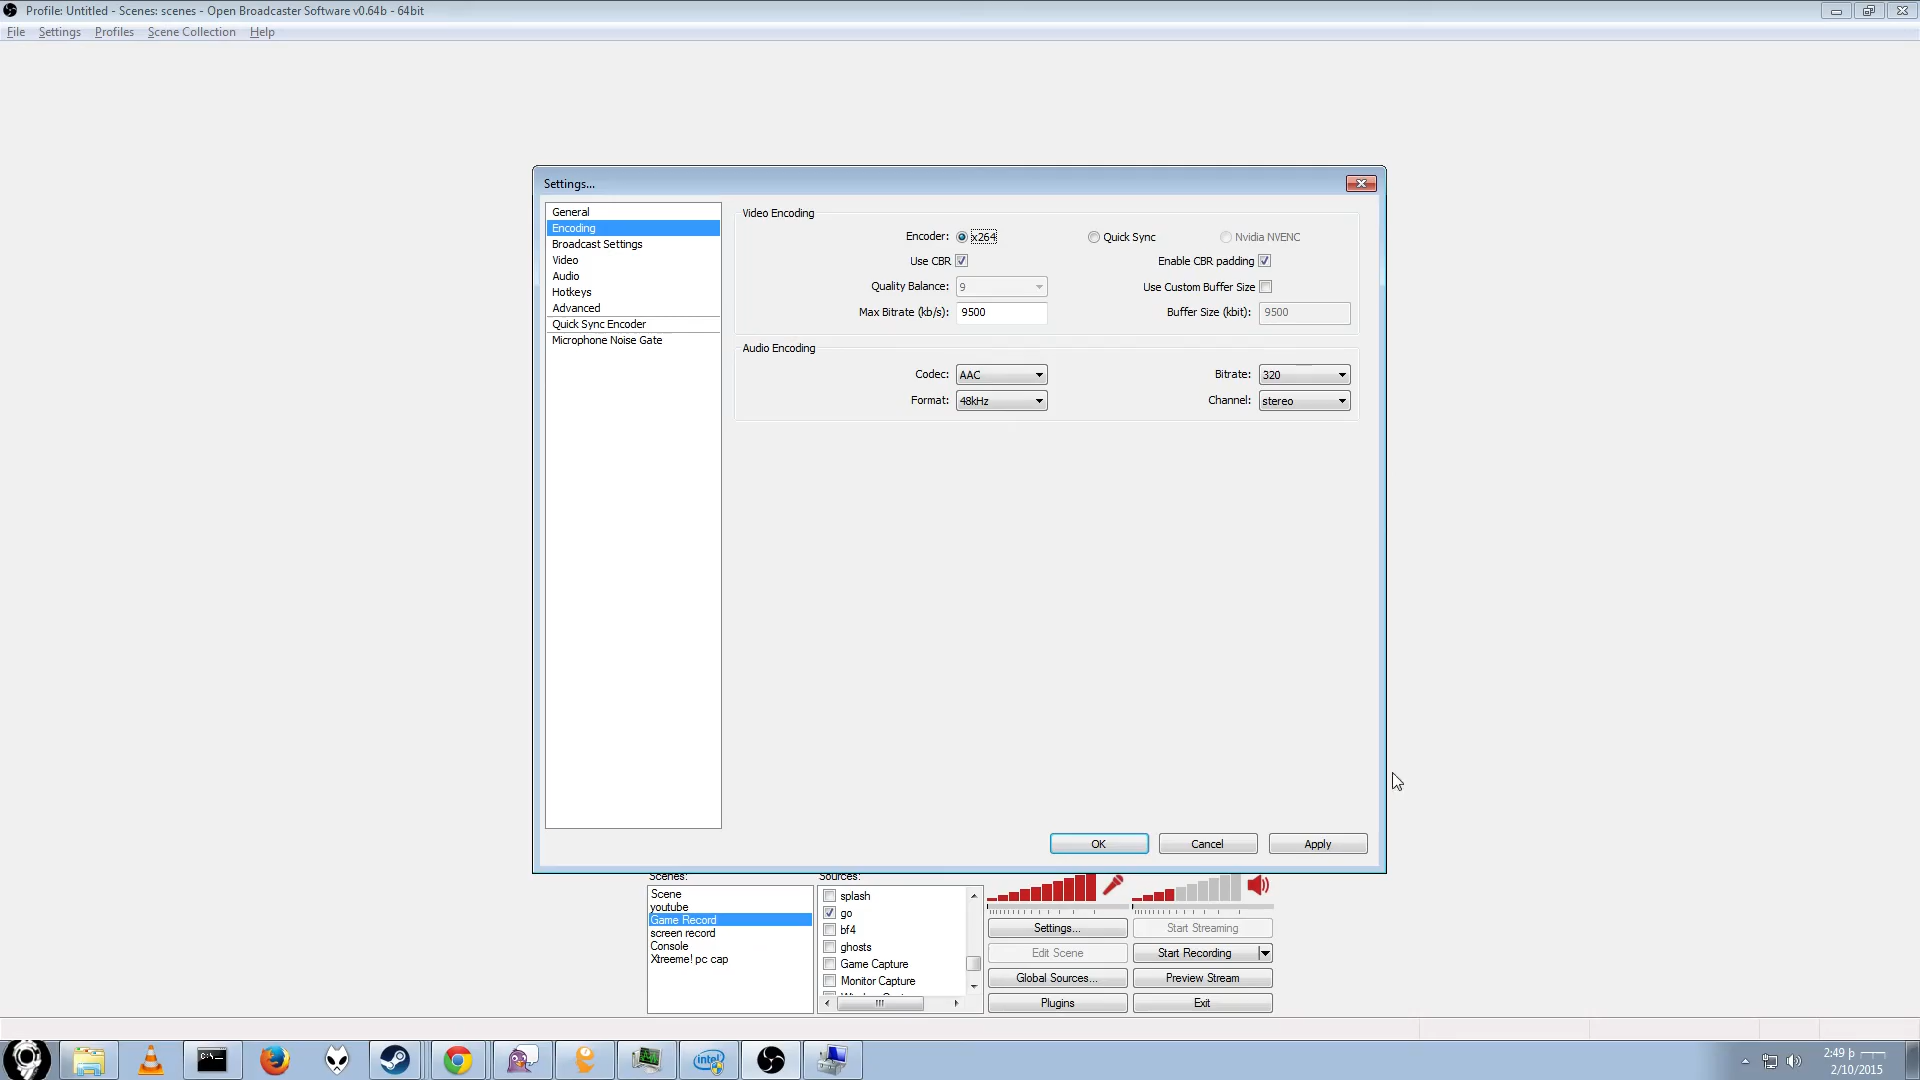 Profile: Untitled - Scenes: scenes - Open Broadcaster Software v0.64b - 64bit
File Settings Profiles Scene Collection Help
Settings...
General
Encoding
Broadcast Settings
Video
Audio
Hotkeys
Advanced
Quick Sync Encoder
Microphone Noise Gate
Video Encoding
Encoder: x264 Quick Sync Nvidia NVENC
Use CBR Enable CBR padding
Quality Balance: 9 Use Custom Buffer Size
Max Bitrate (kb/s): 9500 Buffer Size (kbit): 9500
Audio Encoding
Codec: AAC Bitrate: 320
Format: 48kHz Channel: stereo
OK Cancel Apply
Scenes:
Scene
youtube
Game Record
screen record
Console
Xtreeme! pc cap
Sources:
splash
go
bf4
ghosts
Game Capture
Monitor Capture
Settings... Start Streaming
Edit Scene Start Recording
Global Sources... Preview Stream
Plugins Exit
C:\.
intel
2:49 þ
2/10/2015